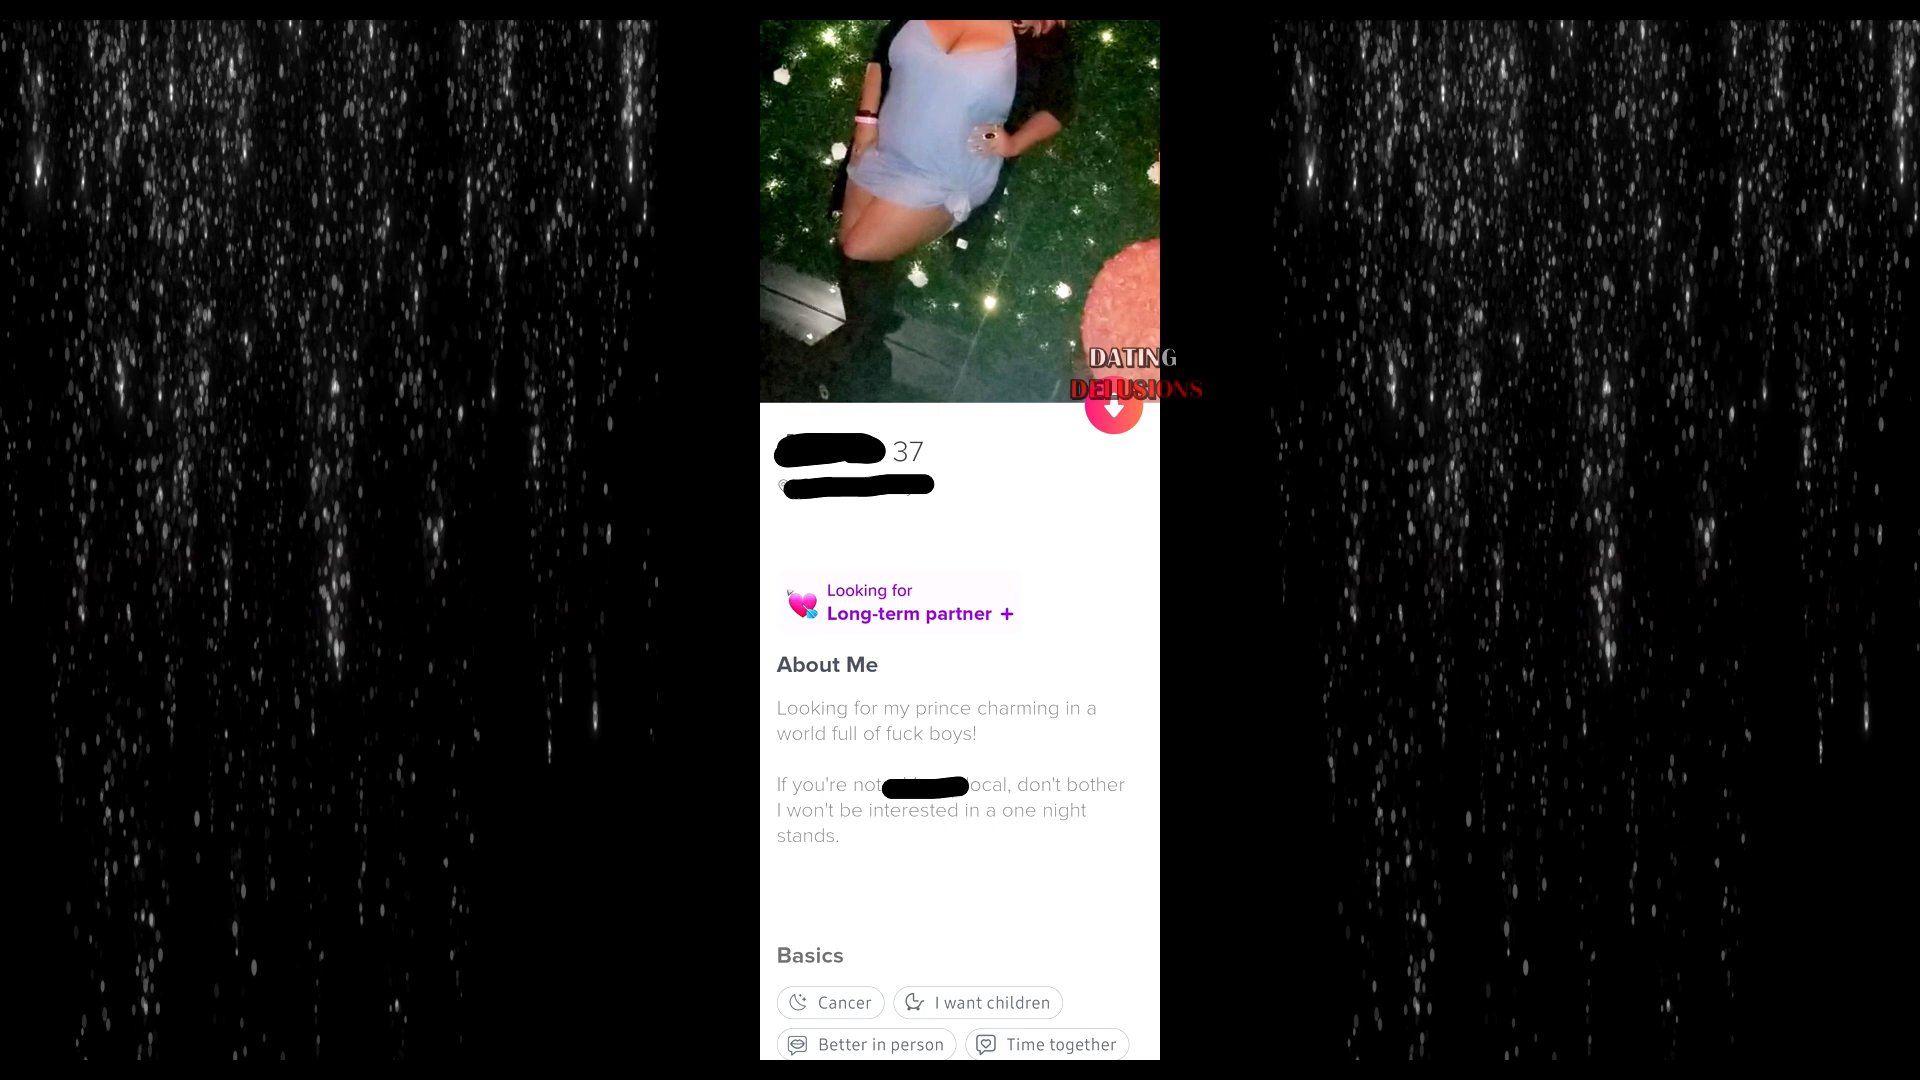 DATING
DELUSIONS
37
Looking for
Long-term partner +
About Me
Looking for my prince charming in a
world full of fuck boys!
If you're not local, don't bother
I won't be interested in a one night
stands.
Basics
Cancer
I want children
Better in person
Time together